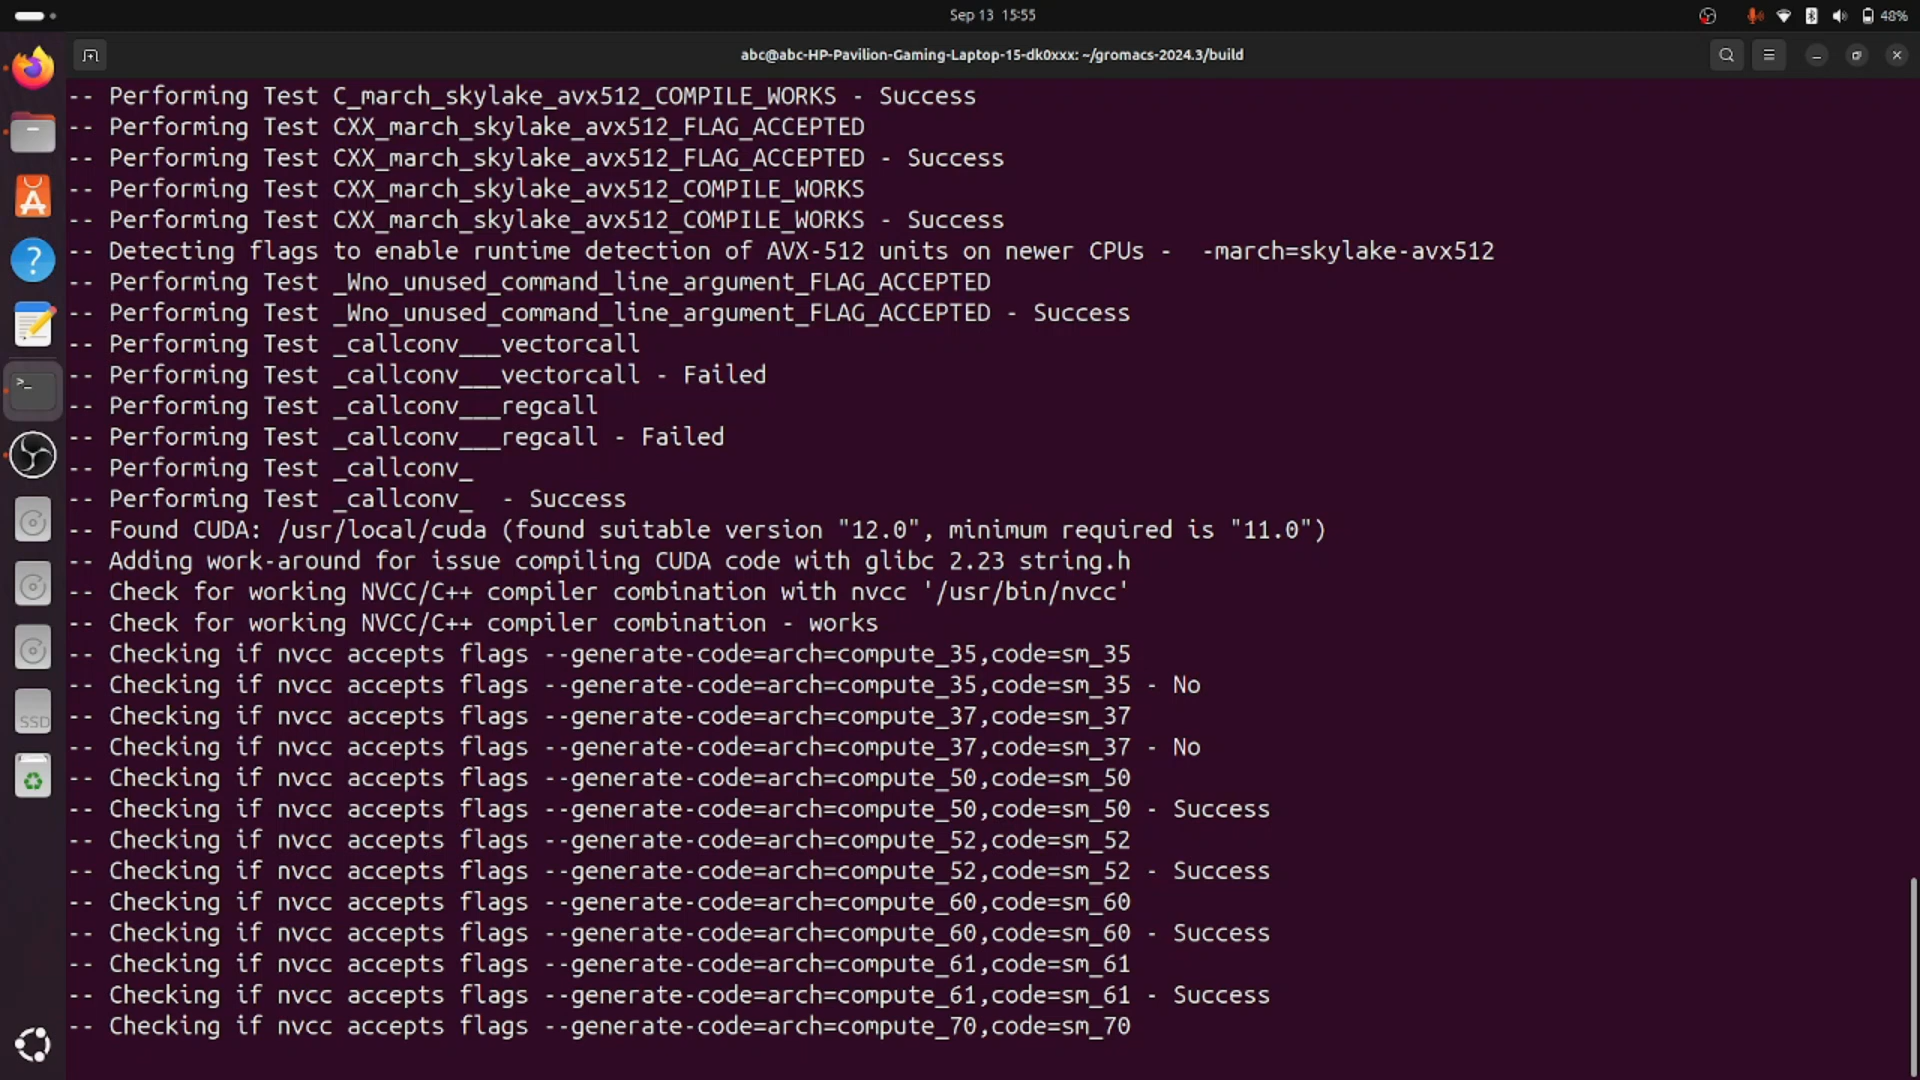 Sep 13 15:55
48%
abc@abc-HP-Pavilion-Gaming-Laptop-15-dk0xxx: ~/gromacs-2024.3/build
-- Performing Test C_march_skylake_avx512_COMPILE_WORKS - Success
-- Performing Test CXX_march_skylake_avx512_FLAG_ACCEPTED
-- Performing Test CXX_march_skylake_avx512_FLAG_ACCEPTED - Success
-- Performing Test CXX_march_skylake_avx512_COMPILE_WORKS
-- Performing Test CXX_march_skylake_avx512_COMPILE_WORKS - Success
-- Detecting flags to enable runtime detection of AVX-512 units on newer CPUs -  -march=skylake-avx512
-- Performing Test _Wno_unused_command_line_argument_FLAG_ACCEPTED
-- Performing Test _Wno_unused_command_line_argument_FLAG_ACCEPTED - Success
-- Performing Test _callconv___vectorcall
-- Performing Test _callconv___vectorcall - Failed
-- Performing Test _callconv___regcall
-- Performing Test _callconv___regcall - Failed
-- Performing Test _callconv_
-- Performing Test _callconv_  - Success
-- Found CUDA: /usr/local/cuda (found suitable version "12.0", minimum required is "11.0")
-- Adding work-around for issue compiling CUDA code with glibc 2.23 string.h
-- Check for working NVCC/C++ compiler combination with nvcc '/usr/bin/nvcc'
-- Check for working NVCC/C++ compiler combination - works
-- Checking if nvcc accepts flags --generate-code=arch=compute_35,code=sm_35
-- Checking if nvcc accepts flags --generate-code=arch=compute_35,code=sm_35 - No
-- Checking if nvcc accepts flags --generate-code=arch=compute_37,code=sm_37
-- Checking if nvcc accepts flags --generate-code=arch=compute_37,code=sm_37 - No
-- Checking if nvcc accepts flags --generate-code=arch=compute_50,code=sm_50
-- Checking if nvcc accepts flags --generate-code=arch=compute_50,code=sm_50 - Success
-- Checking if nvcc accepts flags --generate-code=arch=compute_52,code=sm_52
-- Checking if nvcc accepts flags --generate-code=arch=compute_52,code=sm_52 - Success
-- Checking if nvcc accepts flags --generate-code=arch=compute_60,code=sm_60
-- Checking if nvcc accepts flags --generate-code=arch=compute_60,code=sm_60 - Success
-- Checking if nvcc accepts flags --generate-code=arch=compute_61,code=sm_61
-- Checking if nvcc accepts flags --generate-code=arch=compute_61,code=sm_61 - Success
-- Checking if nvcc accepts flags --generate-code=arch=compute_70,code=sm_70
SSD